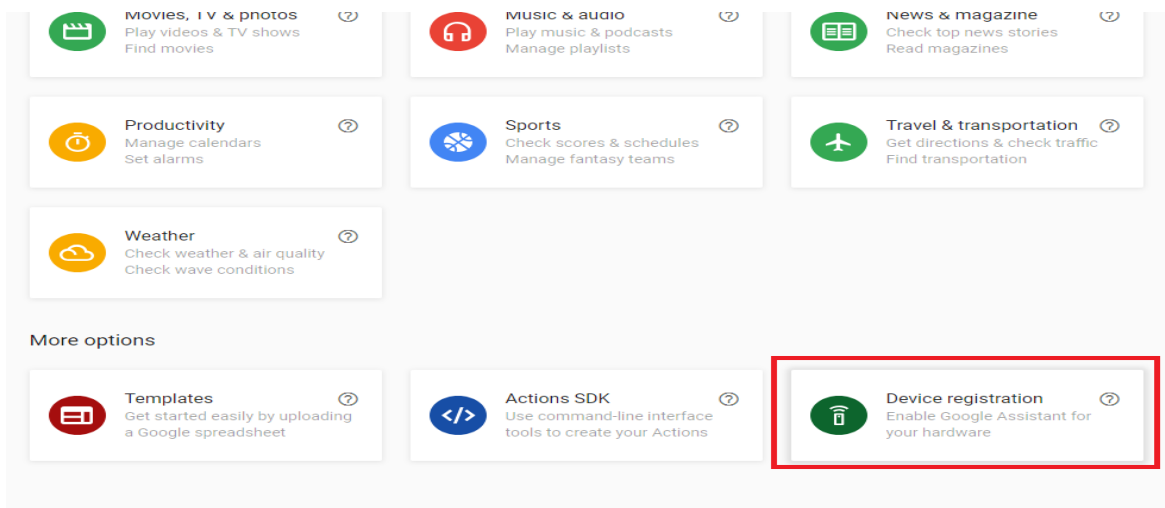 Movies, TV & photos
Play videos & TV shows
Find movies
Music & audio
Play music & podcasts
Manage playlists
News & magazine
Check top news stories
Read magazines
Productivity
Manage calendars
Set alarms
Sports
Check scores & schedules
Manage fantasy teams
Travel & transportation
Get directions & check traffic
Find transportation
Weather
Check weather & air quality
Check wave conditions
More options
Templates
Get started easily by uploading
a Google spreadsheet
Actions SDK
Use command-line interface
tools to create your Actions
Device registration
Enable Google Assistant for
your hardware